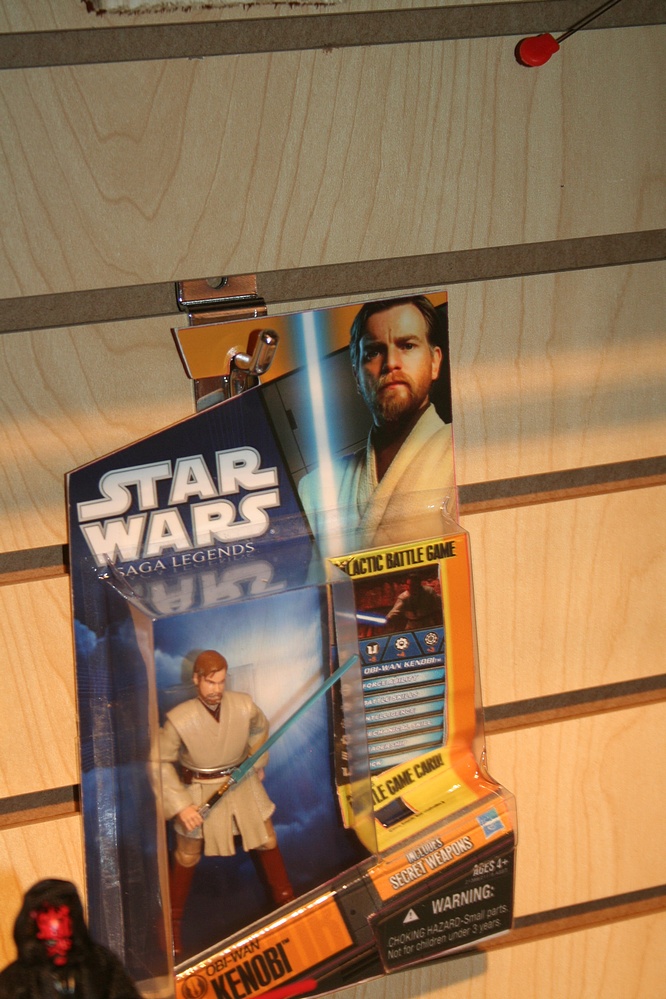 STAR
WARS
SAGA LEGENDS
GALACTIC BATTLE GAME
OBI-WAN KENOBI
BATTLE GAME CARD!
INCLUDES
SECRET WEAPONS
AGES 4+
WARNING:
CHOKING HAZARD-Small parts
Not for children under 3 years.
OBI-WAN
KENOBI™